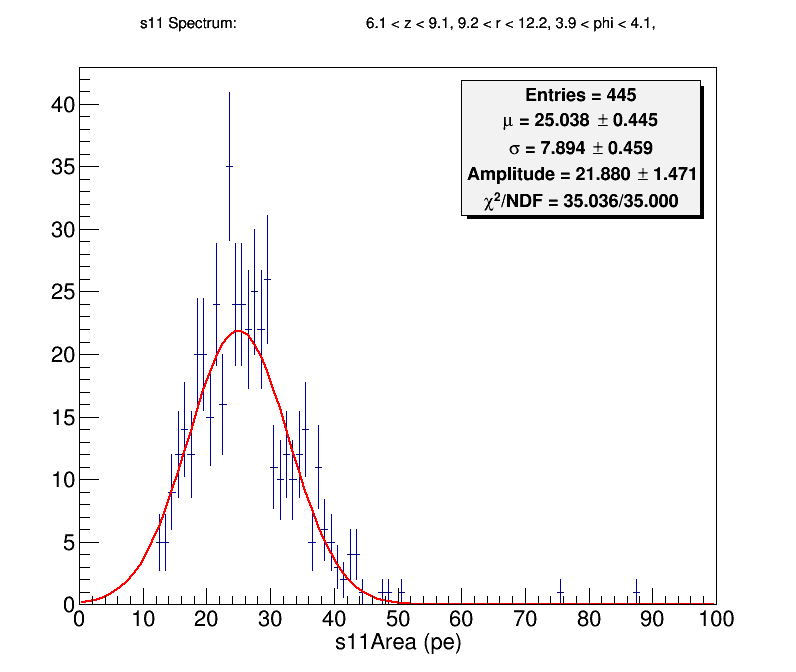 s11 Spectrum: 6.1 < z < 9.1, 9.2 < r < 12.2, 3.9 < phi < 4.1,
Entries = 445
μ = 25.038 ± 0.445
σ = 7.894 ± 0.459
Amplitude = 21.880 ± 1.471
χ²/NDF = 35.036/35.000
40
35
30
25
20
15
10
5
0
0 10 20 30 40 50 60 70 80 90 100
s11Area (pe)